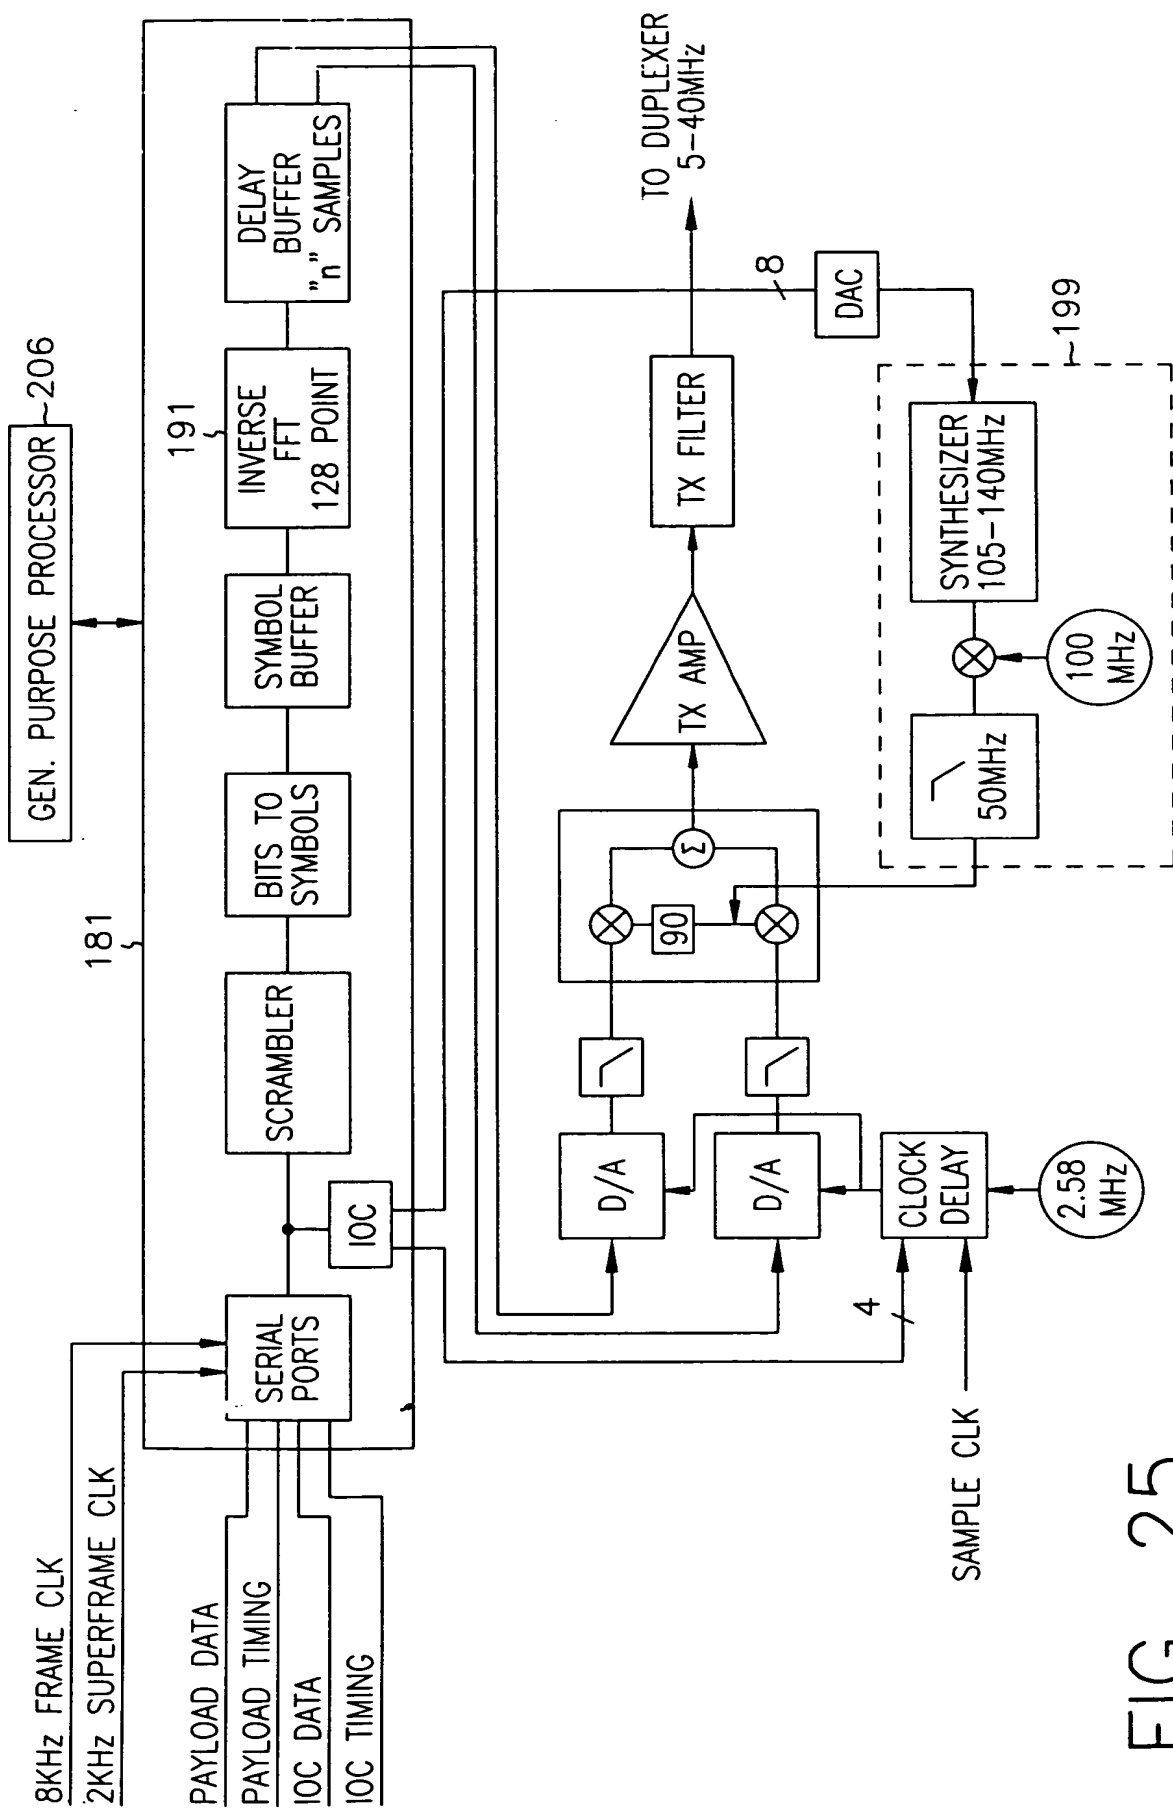 GEN. PURPOSE PROCESSOR
206
181
191
8KHz FRAME CLK
2KHz SUPERFRAME CLK
PAYLOAD DATA
PAYLOAD TIMING
IOC DATA
IOC TIMING
SERIAL
PORTS
IOC
SCRAMBLER
BITS TO
SYMBOLS
SYMBOL
BUFFER
INVERSE
FFT
128 POINT
DELAY
BUFFER
"n" SAMPLES
D/A
D/A
90
Σ
TX AMP
TX FILTER
TO DUPLEXER
5-40MHz
4
SAMPLE CLK
CLOCK
DELAY
2.58
MHz
8
DAC
199
SYNTHESIZER
105-140MHz
100
MHz
50MHz
FIG. 25